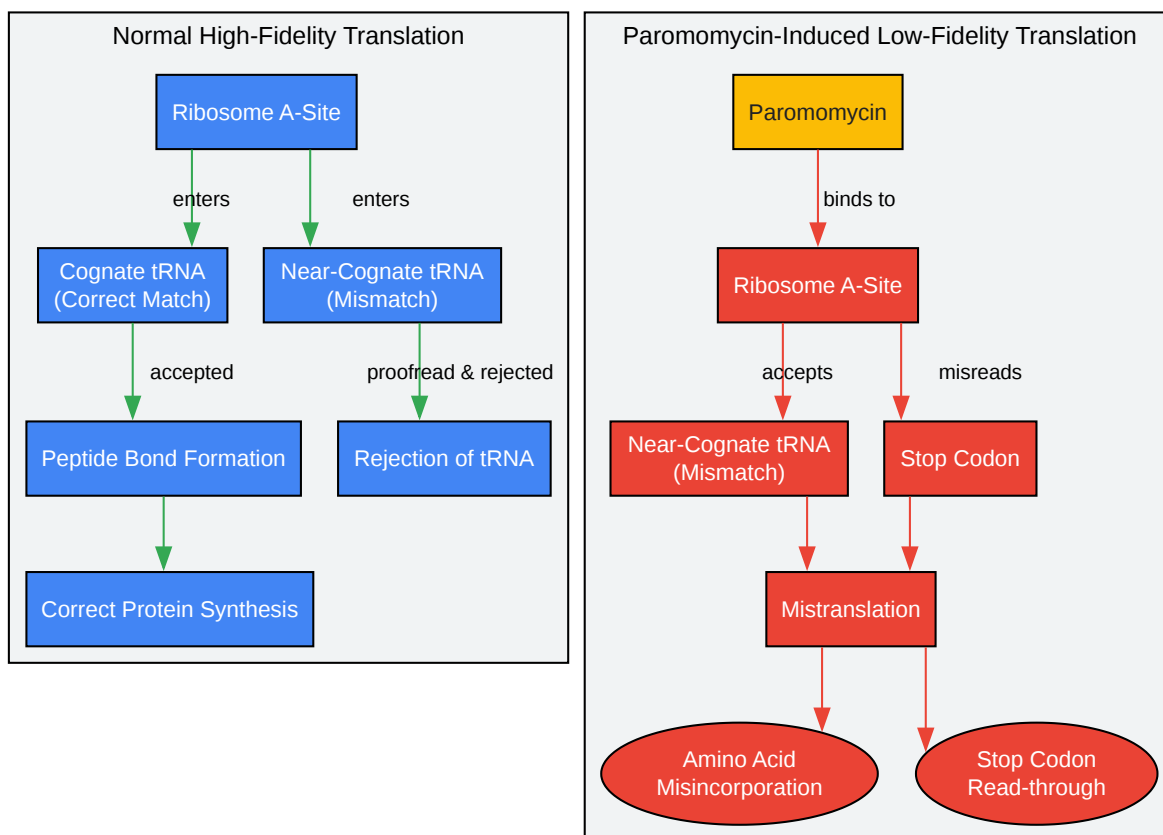 Normal High-Fidelity Translation
Ribosome A-Site
enters
enters
Cognate tRNA
(Correct Match)
Near-Cognate tRNA
(Mismatch)
accepted
proofread & rejected
Peptide Bond Formation
Rejection of tRNA
Correct Protein Synthesis
Paromomycin-Induced Low-Fidelity Translation
Paromomycin
binds to
Ribosome A-Site
accepts
misreads
Near-Cognate tRNA
(Mismatch)
Stop Codon
Mistranslation
Amino Acid
Misincorporation
Stop Codon
Read-through